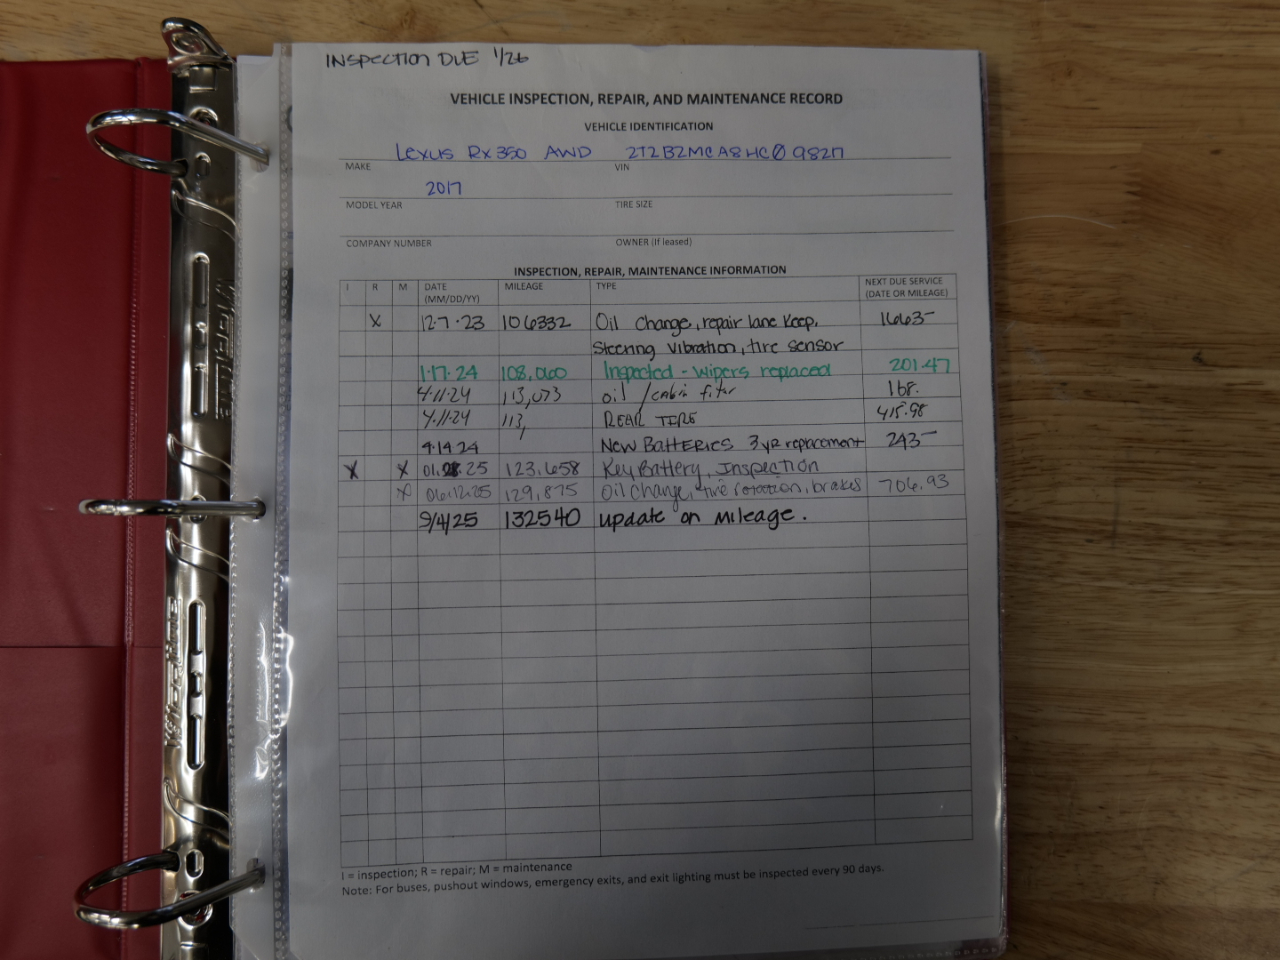 INSPECTION DUE 1/26
VEHICLE INSPECTION, REPAIR, AND MAINTENANCE RECORD
VEHICLE IDENTIFICATION
Lexus RX350 AWD 2T2BZMCA8HC098217
MAKE VIN
2017
MODEL YEAR TIRE SIZE
COMPANY NUMBER OWNER (If leased)
INSPECTION, REPAIR, MAINTENANCE INFORMATION
I R M DATE (MM/DD/YY) MILEAGE TYPE NEXT DUE SERVICE (DATE OR MILEAGE)
X 12·7·23 106332 Oil Change, repair lane keep, 1663-
Steering vibration, tire sensor
1·17·24 108,060 Inspected - wipers replaced 201.47
4·11·24 113,073 oil / cabin filtr 168.
4·11·24 113, REAR TIRE 415.98
4·14 24 New Batteries 3 yr replacement 243-
X X 01.28.25 123,658 Key Battery, Inspection
X 06.12.25 129,875 Oil Change, tire rotation, brakes 706.93
9/4/25 132540 update on mileage.
I = inspection; R = repair; M = maintenance
Note: For buses, pushout windows, emergency exits, and exit lighting must be inspected every 90 days.